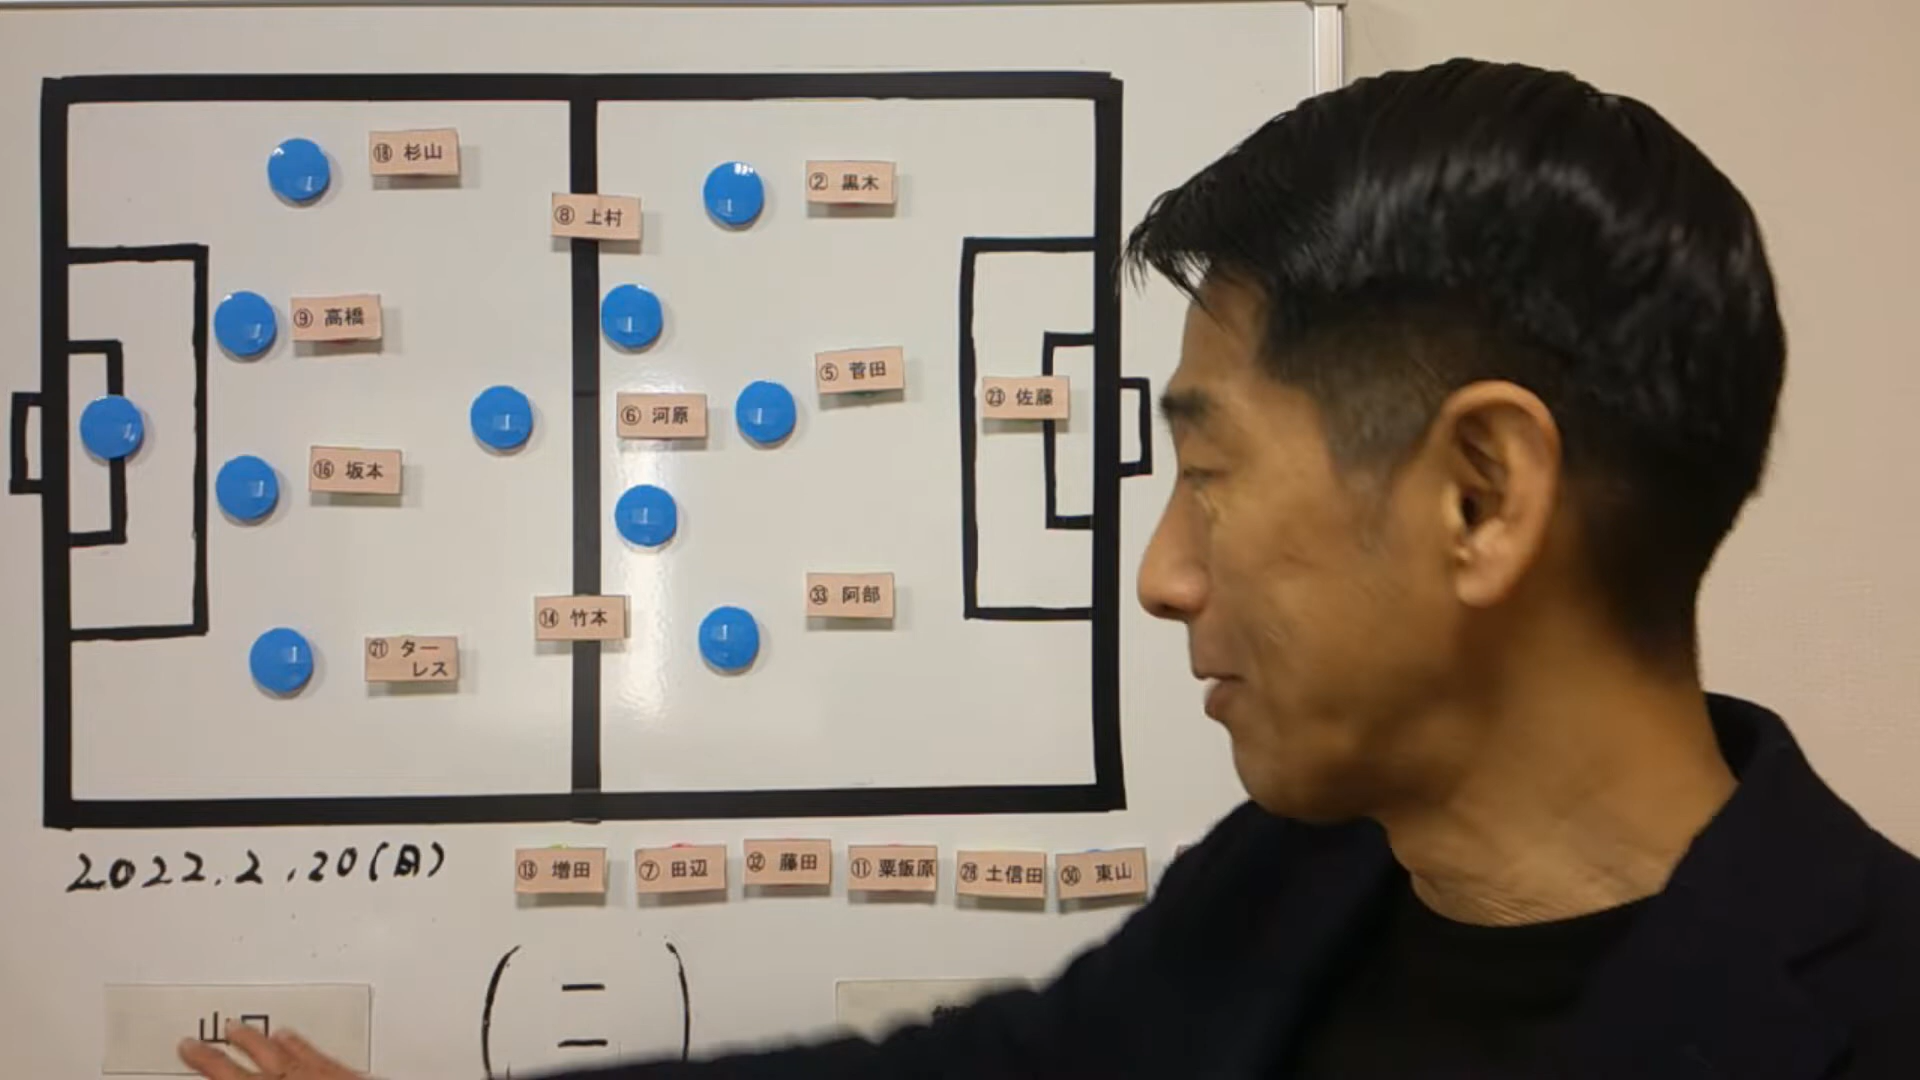 ⑱ 杉山
② 黒木
⑧ 上村
⑨ 高橋
⑤ 菅田
㉓ 佐藤
⑥ 河原
⑯ 坂本
㉝ 阿部
⑭ 竹本
㉑ ター
レス
2022.2.20(日)
⑬ 増田
⑦ 田辺
㉜ 藤田
⑪ 粟飯原
㉘ 土信田
㉚ 東山
山口
( — — )